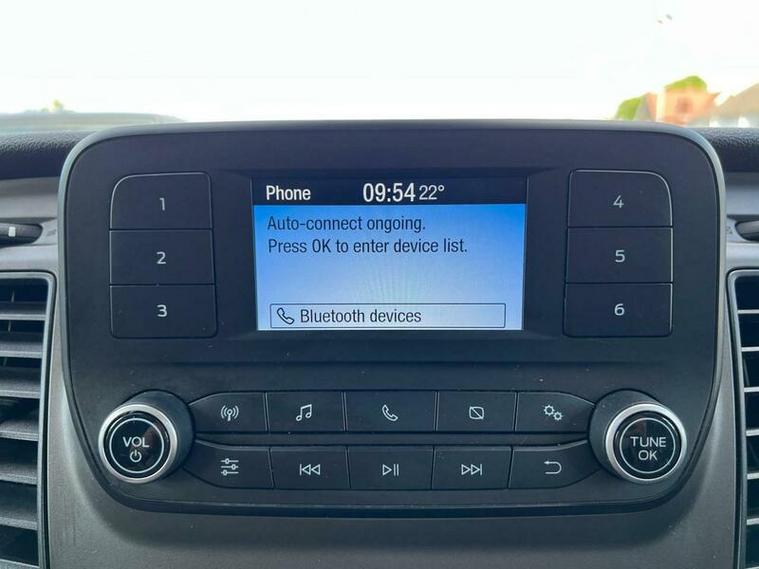 Phone 09:54 22°
Auto-connect ongoing.
Press OK to enter device list.
Bluetooth devices
1
2
3
4
5
6
VOL
TUNE
OK